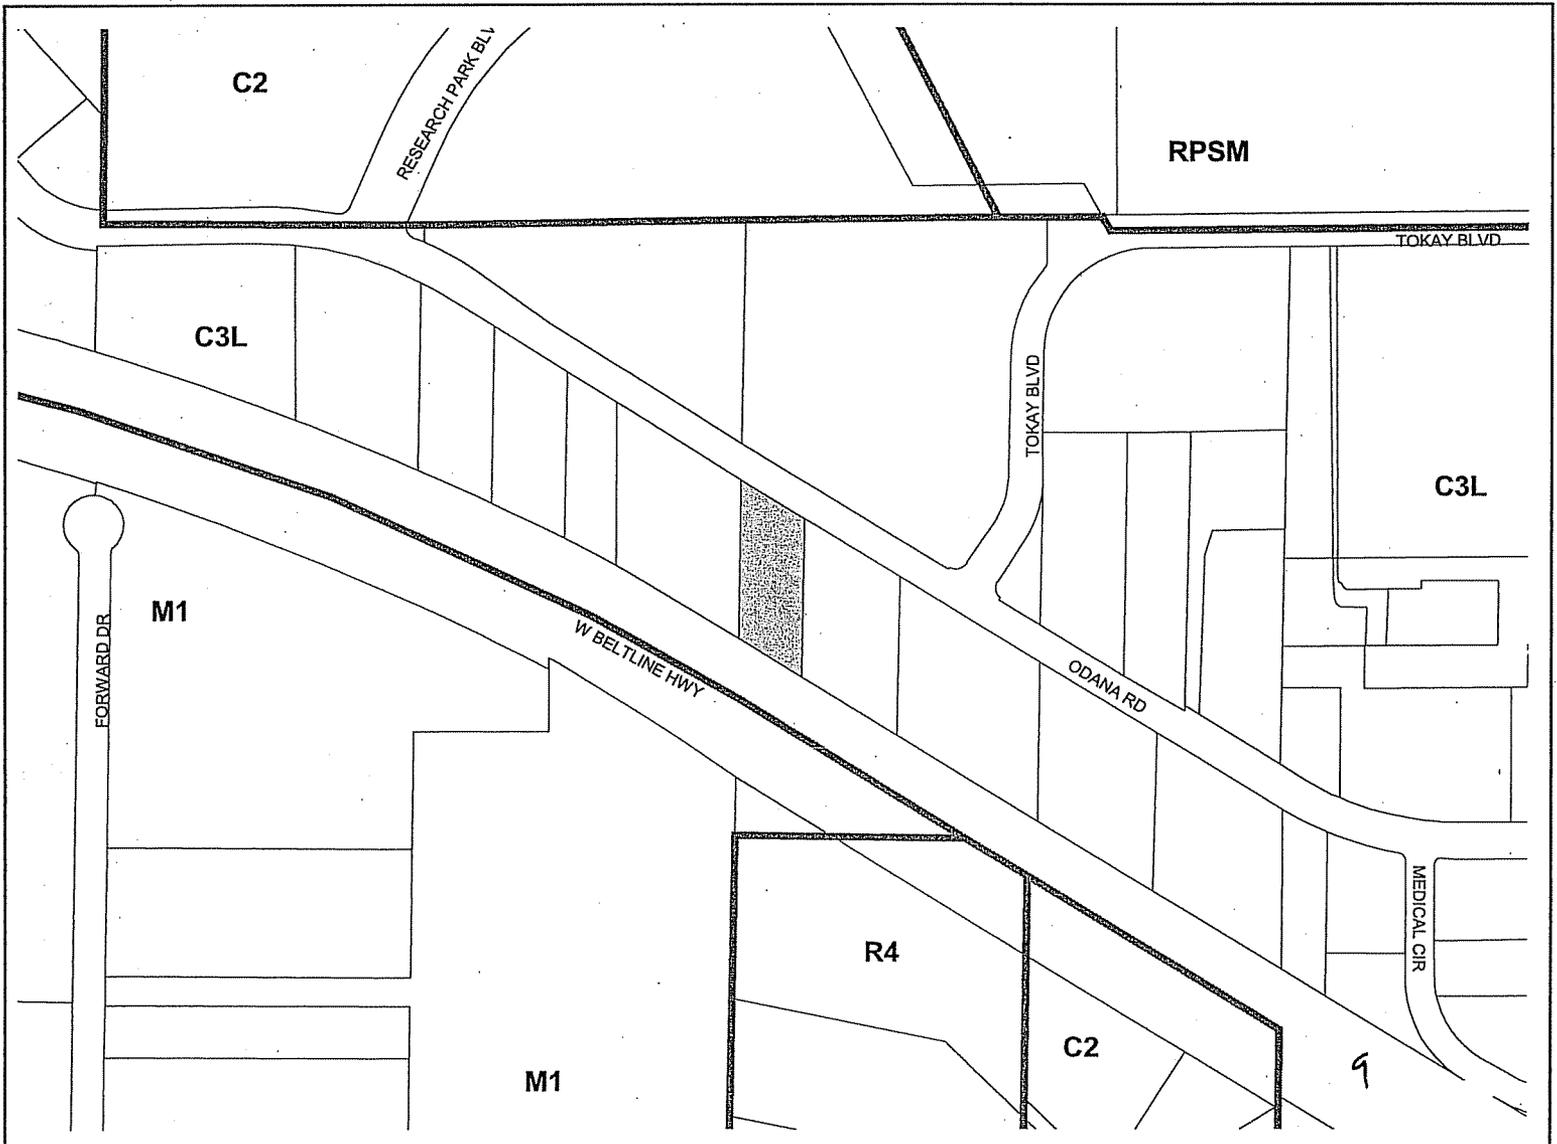 C2
RESEARCH PARK BLV
RPSM
TOKAY BLVD
C3L
TOKAY BLVD
C3L
M1
FORWARD DR
W BELTLINE HWY
ODANA RD
MEDICAL CIR
R4
C2
M1
9